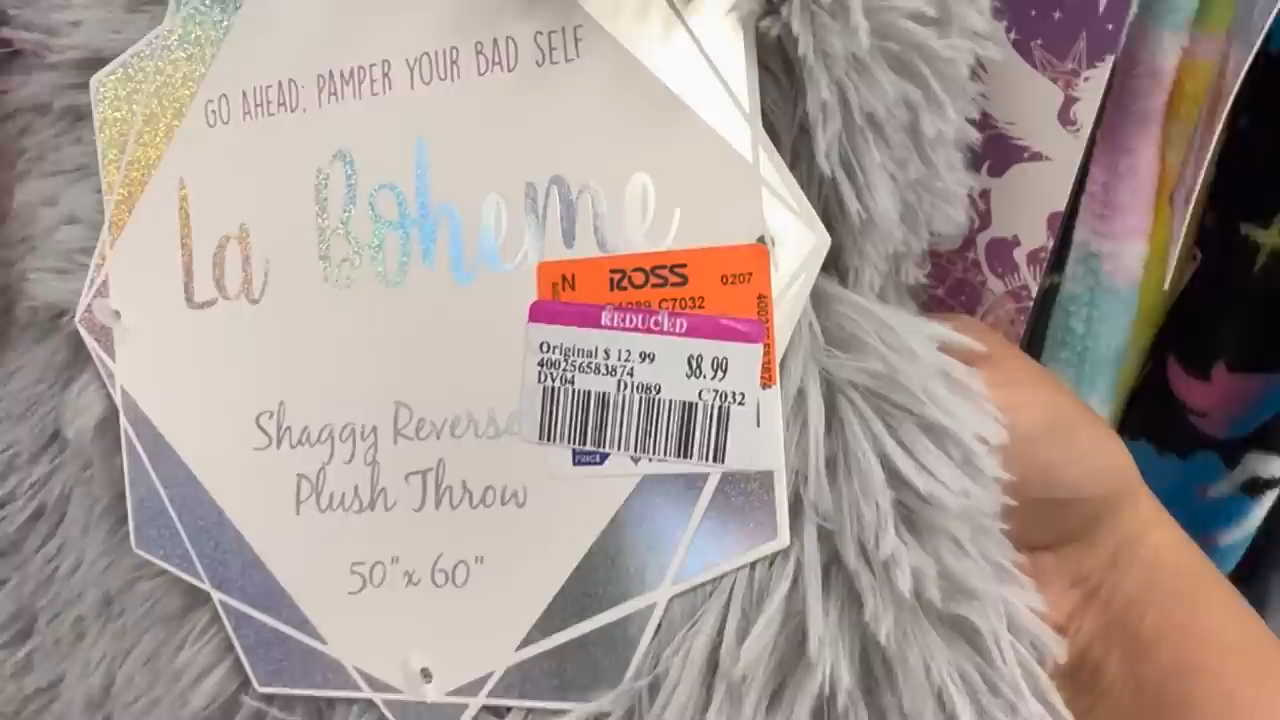 GO AHEAD; PAMPER YOUR BAD SELF
La Boheme
N ROSS 0207
C7032
REDUCED
Original $ 12.99 $8.99
400256583874
DV04 D1089 C7032
PRICE
Shaggy
Plush Throw
50" x 60"